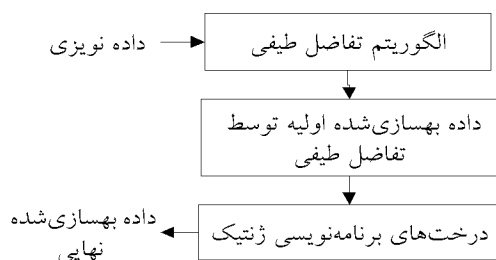 داده نویزی
الگوریتم تفاضل طیفی
داده بهسازی‌شده اولیه توسط
تفاضل طیفی
درخت‌های برنامه‌نویسی ژنتیک
داده بهسازی‌شده
نهایی